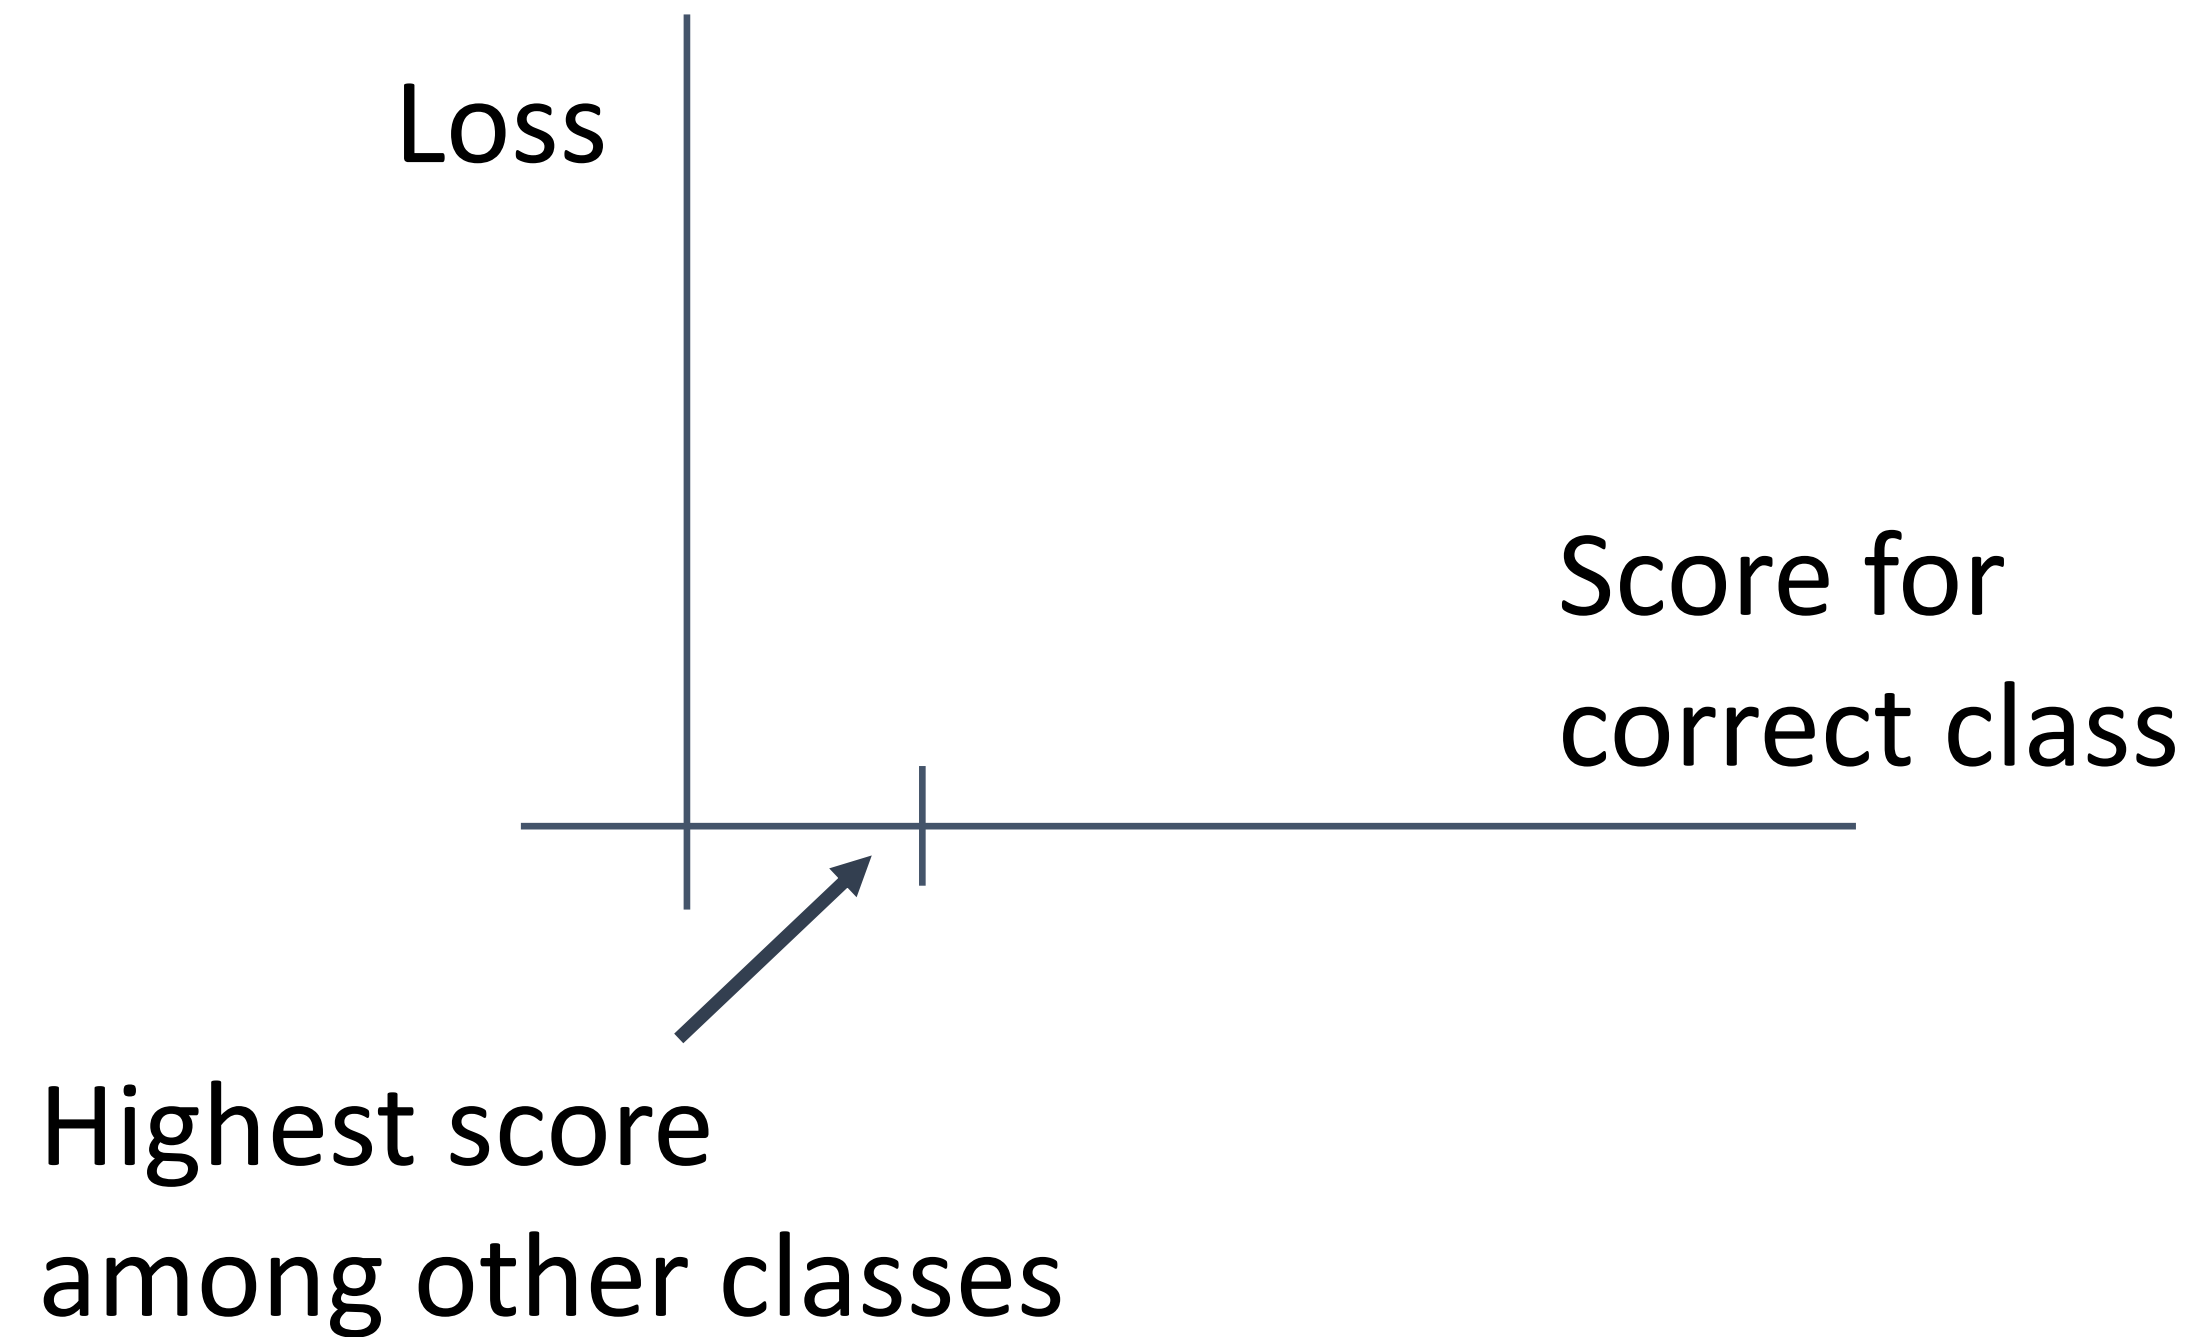 Loss
Score for
correct class
Highest score
among other classes